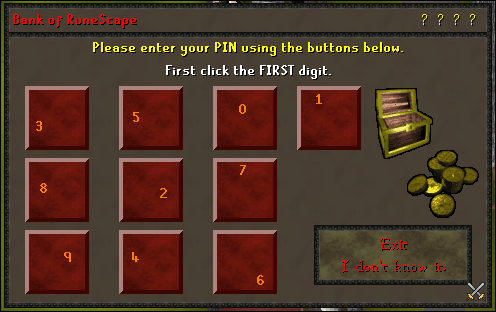 Bank of RuneScape
? ? ? ?
Please enter your PIN using the buttons below.
First click the FIRST digit.
3 5 0 1
8 2 7
9 4 6
Exit
I don't know it.